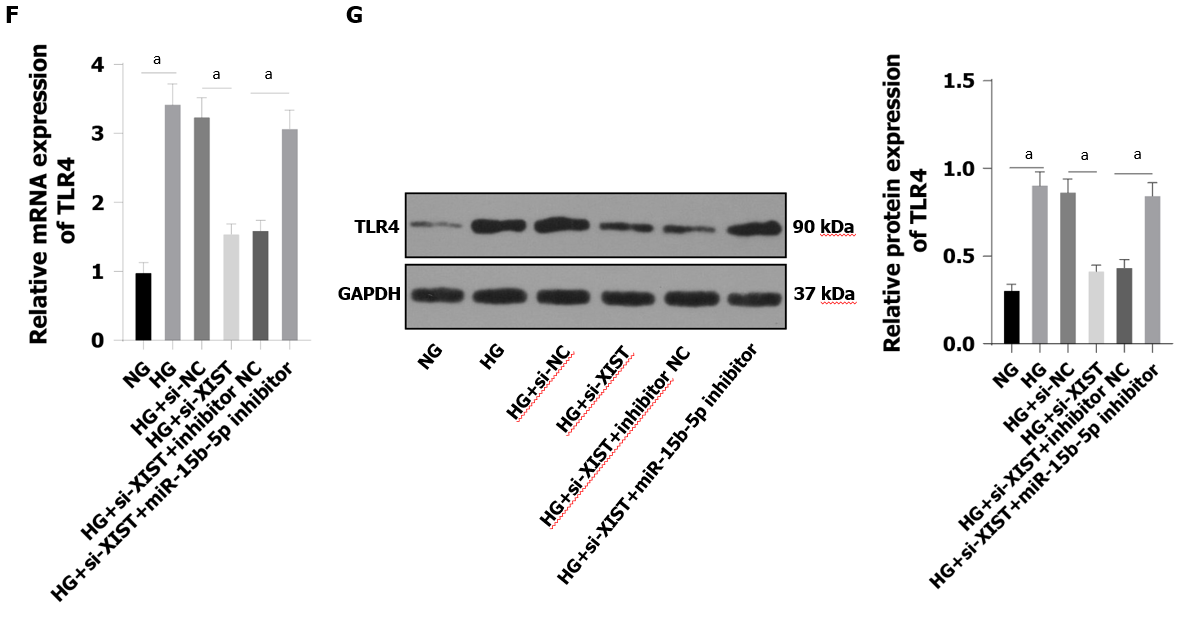 F
Relative mRNA expression
of TLR4
4
3
2
1
0
a
a
a
NG
HG
HG+si-NC
HG+si-XIST
HG+si-XIST+inhibitor NC
HG+si-XIST+miR-15b-5p inhibitor
G
TLR4
90 kDa
GAPDH
37 kDa
NG
HG
HG+si-NC
HG+si-XIST
HG+si-XIST+inhibitor NC
HG+si-XIST+miR-15b-5p inhibitor
Relative protein expression
of TLR4
1.5
1.0
0.5
0.0
a
a
a
NG
HG
HG+si-NC
HG+si-XIST
HG+si-XIST+inhibitor NC
HG+si-XIST+miR-15b-5p inhibitor